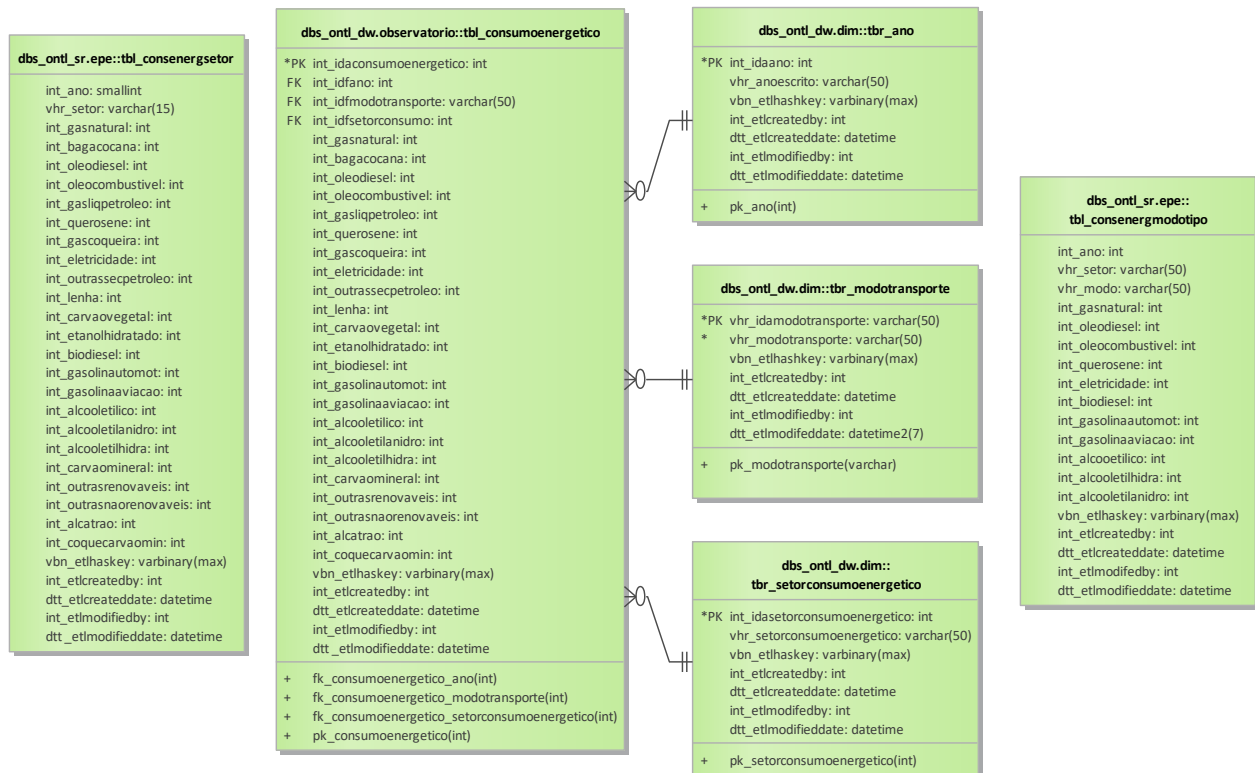 dbs_ontl_sr.epe::tbl_consenergsetor
int_ano: smallint
vhr_setor: varchar(15)
int_gasnatural: int
int_bagacocana: int
int_oleodiesel: int
int_oleocombustivel: int
int_gasliqpetroleo: int
int_querosene: int
int_gascoqueira: int
int_eletricidade: int
int_outrassecpetroleo: int
int_lenha: int
int_carvaovegetal: int
int_etanolhidratado: int
int_biodiesel: int
int_gasolinautomot: int
int_gasolinaaviacao: int
int_alcooletilico: int
int_alcooletilanidro: int
int_alcooletilhidra: int
int_carvaomineral: int
int_outrasrenovaveis: int
int_outrasnaorenovaveis: int
int_alcatrao: int
int_coquecarvaomin: int
vbn_etlhaskey: varbinary(max)
int_etlcreatedby: int
dtt_etlcreateddate: datetime
int_etlmodifiedby: int
dtt_etlmodifieddate: datetime
dbs_ontl_dw.observatorio::tbl_consumoenergetico
*PK int_idaconsumoenergetico: int
FK int_idfano: int
FK int_idfmodotransporte: varchar(50)
FK int_idfsetorconsumo: int
int_gasnatural: int
int_bagacocana: int
int_oleodiesel: int
int_oleocombustivel: int
int_gasliqpetroleo: int
int_querosene: int
int_gascoqueira: int
int_eletricidade: int
int_outrassecpetroleo: int
int_lenha: int
int_carvaovegetal: int
int_etanolhidratado: int
int_biodiesel: int
int_gasolinautomot: int
int_gasolinaaviacao: int
int_alcooletilico: int
int_alcooletilanidro: int
int_alcooletilhidra: int
int_carvaomineral: int
int_outrasrenovaveis: int
int_outrasnaorenovaveis: int
int_alcatrao: int
int_coquecarvaomin: int
vbn_etlhaskey: varbinary(max)
int_etlcreatedby: int
dtt_etlcreateddate: datetime
int_etlmodifiedby: int
dtt_etlmodifieddate: datetime
+ fk_consumoenergetico_ano(int)
+ fk_consumoenergetico_modotransporte(int)
+ fk_consumoenergetico_setorconsumoenergetico(int)
+ pk_consumoenergetico(int)
dbs_ontl_dw.dim::tbr_ano
*PK int_idaano: int
vhr_anoescrito: varchar(50)
vbn_etlhashkey: varbinary(max)
int_etlcreatedby: int
dtt_etlcreateddate: datetime
int_etlmodifiedby: int
dtt_etlmodifieddate: datetime
+ pk_ano(int)
dbs_ontl_dw.dim::tbr_modotransporte
*PK vhr_idamodotransporte: varchar(50)
* vhr_modotransporte: varchar(50)
vbn_etlhashkey: varbinary(max)
int_etlcreatedby: int
dtt_etlcreateddate: datetime
int_etlmodifiedby: int
dtt_etlmodifeddate: datetime2(7)
+ pk_modotransporte(varchar)
dbs_ontl_dw.dim::
tbr_setorconsumoenergetico
*PK int_idasetorconsumoenergetico: int
vhr_setorconsumoenergetico: varchar(50)
vbn_etlhaskey: varbinary(max)
int_etlcreatedby: int
dtt_etlcreateddate: datetime
int_etlmodifedby: int
dtt_etlmodifieddate: datetime
+ pk_setorconsumoenergetico(int)
dbs_ontl_sr.epe::
tbl_consenergmodotipo
int_ano: int
vhr_setor: varchar(50)
vhr_modo: varchar(50)
int_gasnatural: int
int_oleodiesel: int
int_oleocombustivel: int
int_querosene: int
int_eletricidade: int
int_biodiesel: int
int_gasolinaautomot: int
int_gasolinaaviacao: int
int_alcooetilico: int
int_alcooletilhidra: int
int_alcooletilanidro: int
vbn_etlhaskey: varbinary(max)
int_etlcreatedby: int
dtt_etlcreateddate: datetime
int_etlmodifedby: int
dtt_etlmodifieddate: datetime